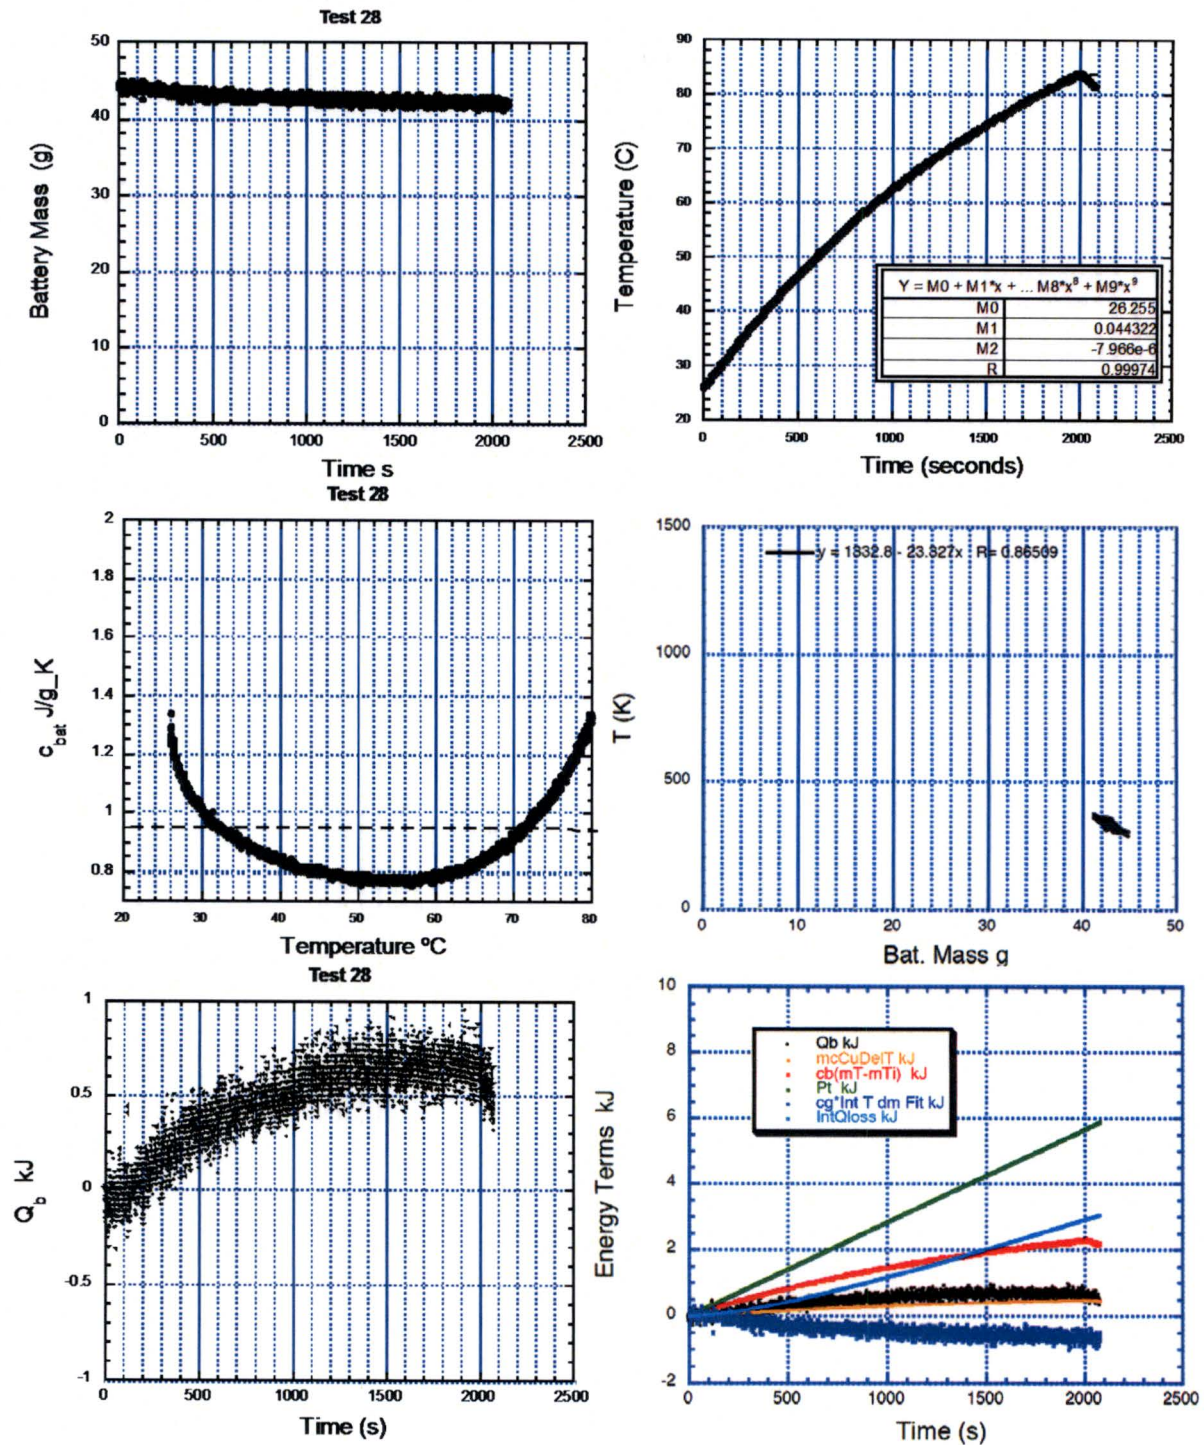 Test 28
50
40
30
20
10
0
Battery Mass (g)
0 500 1000 1500 2000 2500
Time s
90
80
70
60
50
40
30
20
Temperature (C)
Y = M0 + M1*x + ... M8*x^8 + M9*x^9
M0 26.255
M1 0.044322
M2 -7.966e-6
R 0.99974
0 500 1000 1500 2000 2500
Time (seconds)
Test 28
2
1.8
1.6
1.4
1.2
1
0.8
c_bat J/g_K
20 30 40 50 60 70 80
Temperature ºC
1500
1000
500
0
T (K)
y = 1332.8 - 23.327x R= 0.86509
0 10 20 30 40 50
Bat. Mass g
Test 28
1
0.5
0
-0.5
-1
Q_b kJ
0 500 1000 1500 2000 2500
Time (s)
10
8
6
4
2
0
-2
Energy Terms kJ
Qb kJ
mcCuDelT kJ
cb(mT-mTi) kJ
Pt kJ
cg*Int T dm Fit kJ
IntQloss kJ
0 500 1000 1500 2000 2500
Time (s)